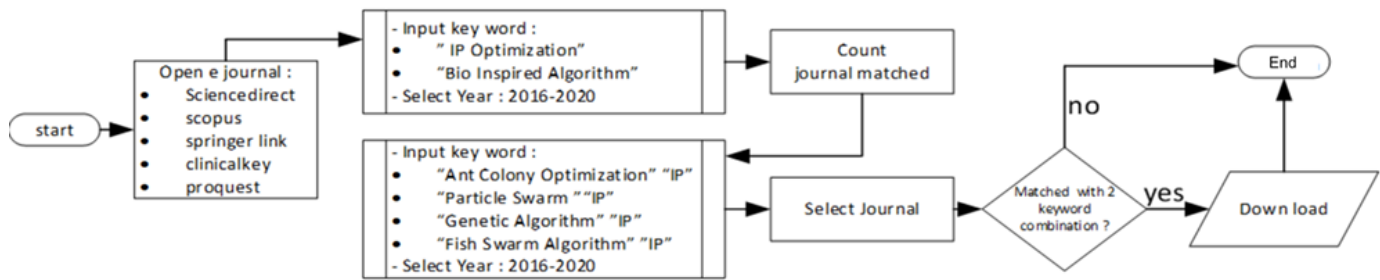 start
Open e journal :
• Sciencedirect
• scopus
• springer link
• clinicalkey
• proquest
- Input key word :
• ” IP Optimization”
• “Bio Inspired Algorithm”
- Select Year : 2016-2020
Count
journal matched
- Input key word :
• “Ant Colony Optimization” “IP”
• “Particle Swarm ” “IP”
• “Genetic Algorithm” ”IP”
• “Fish Swarm Algorithm” ”IP”
- Select Year : 2016-2020
Select Journal
Matched with 2
keyword
combination ?
no
yes
Down load
End